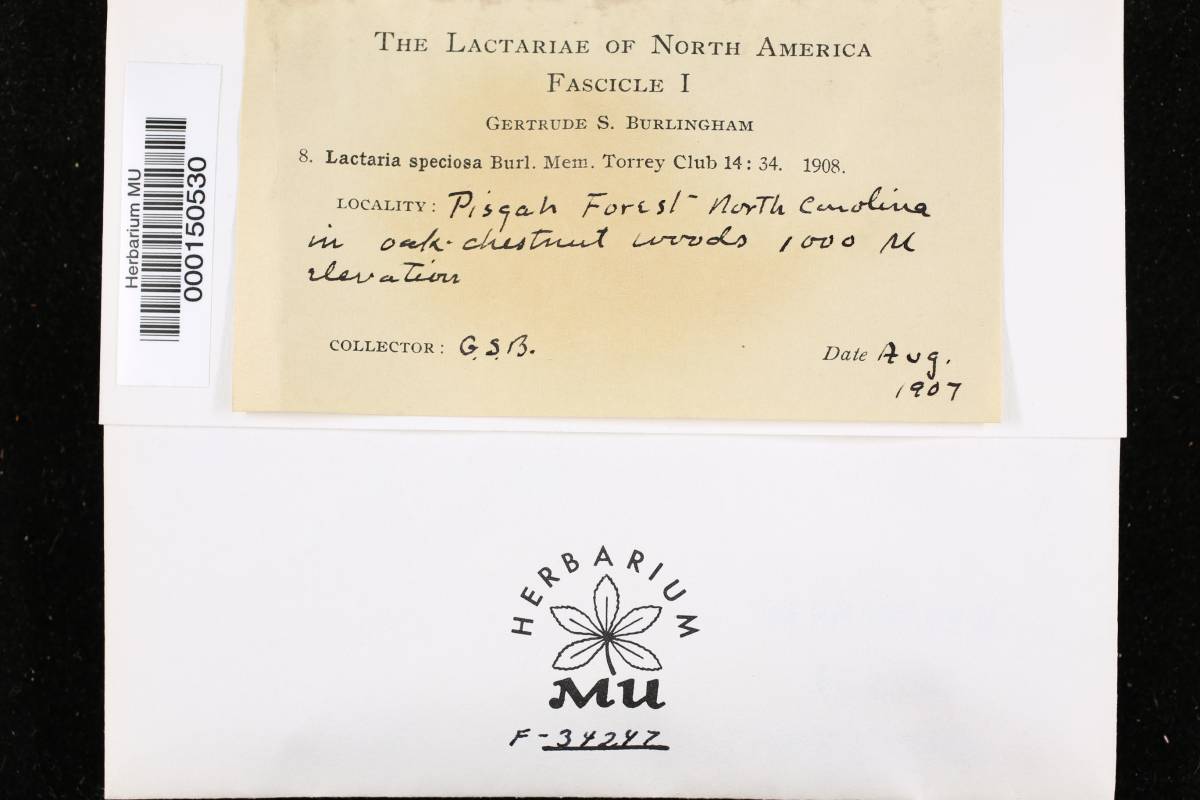 THE LACTARIAE OF NORTH AMERICA
FASCICLE I
GERTRUDE S. BURLINGHAM
8. Lactaria speciosa Burl. Mem. Torrey Club 14: 34. 1908.
LOCALITY: Pisgah Forest North Carolina
in oak-chestnut woods 1000 M
elevation
COLLECTOR: G.S.B.
Date Aug.
1907
Herbarium MU
000150530
HERBARIUM
MU
F-34247